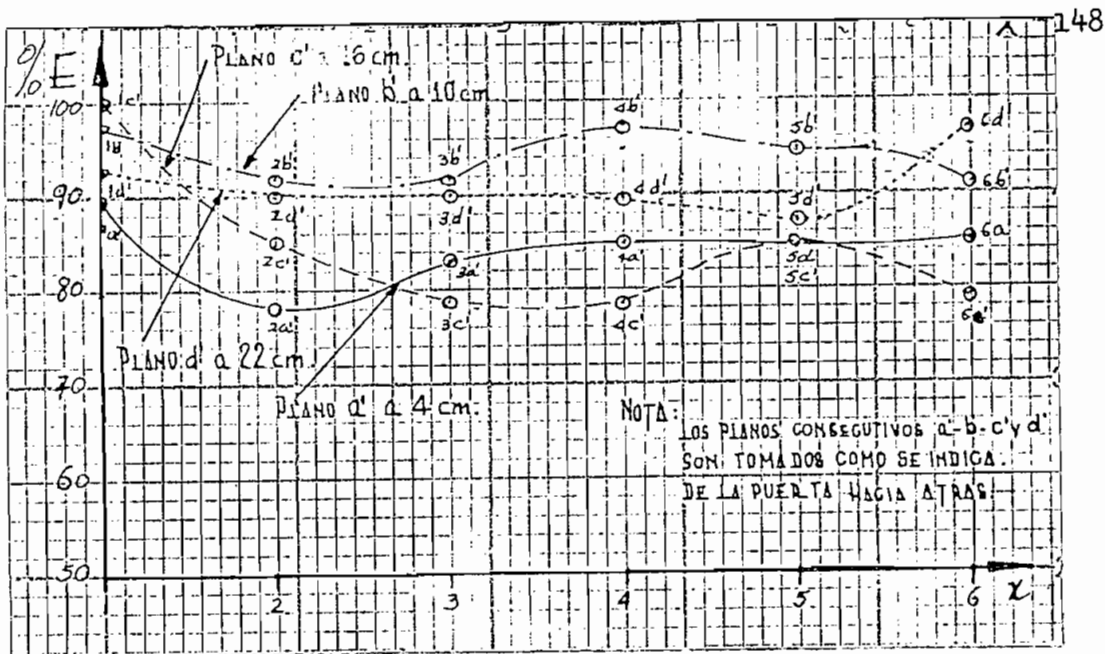 148
% E
PLANO c' a 16 cm.
PLANO b' a 10 cm
100
1c'
1b'
1d'
2b'
2d'
2c'
2a'
3b'
3d'
3a'
3c'
4b'
4d'
4a'
4c'
5b'
5d'
5a'
5c'
6d'
6b'
6a
90
80
PLANO d' a 22 cm.
70
PLANO a' a 4 cm.
NOTA:
LOS PLANOS CONSECUTIVOS a'-b-c' y d'
SON TOMADOS COMO SE INDICA.
DE LA PUERTA HACIA ATRAS
60
50
2 3 4 5 6 X